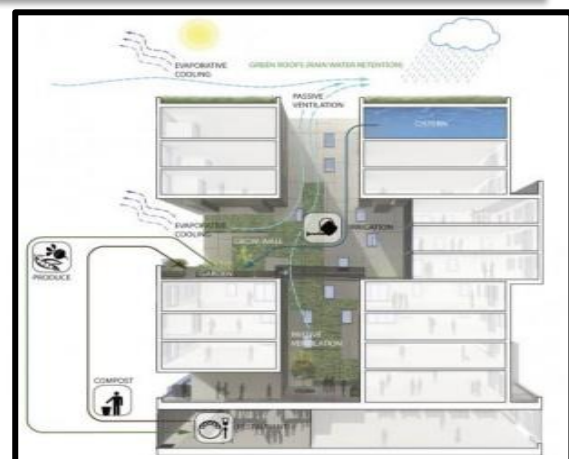 EVAPORATIVE
COOLING
GREEN ROOFS (RAIN WATER RETENTION)
PASSIVE
VENTILATION
CISTERN
EVAPORATIVE
COOLING
GROW WALL
IRRIGATION
GARDEN
PRODUCE
PASSIVE
VENTILATION
COMPOST
RESTAURANT